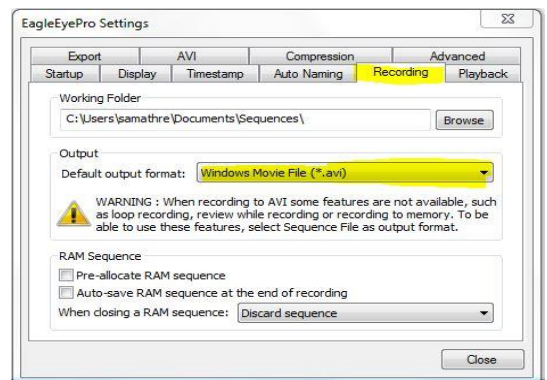 EagleEyePro Settings
Export AVI Compression Advanced
Startup Display Timestamp Auto Naming Recording Playback
Working Folder
C:\Users\samathre\Documents\Sequences\ Browse
Output
Default output format: Windows Movie File (*.avi)
WARNING : When recording to AVI some features are not available, such
as loop recording, review while recording or recording to memory. To be
able to use these features, select Sequence File as output format.
RAM Sequence
Pre-allocate RAM sequence
Auto-save RAM sequence at the end of recording
When closing a RAM sequence: Discard sequence
Close